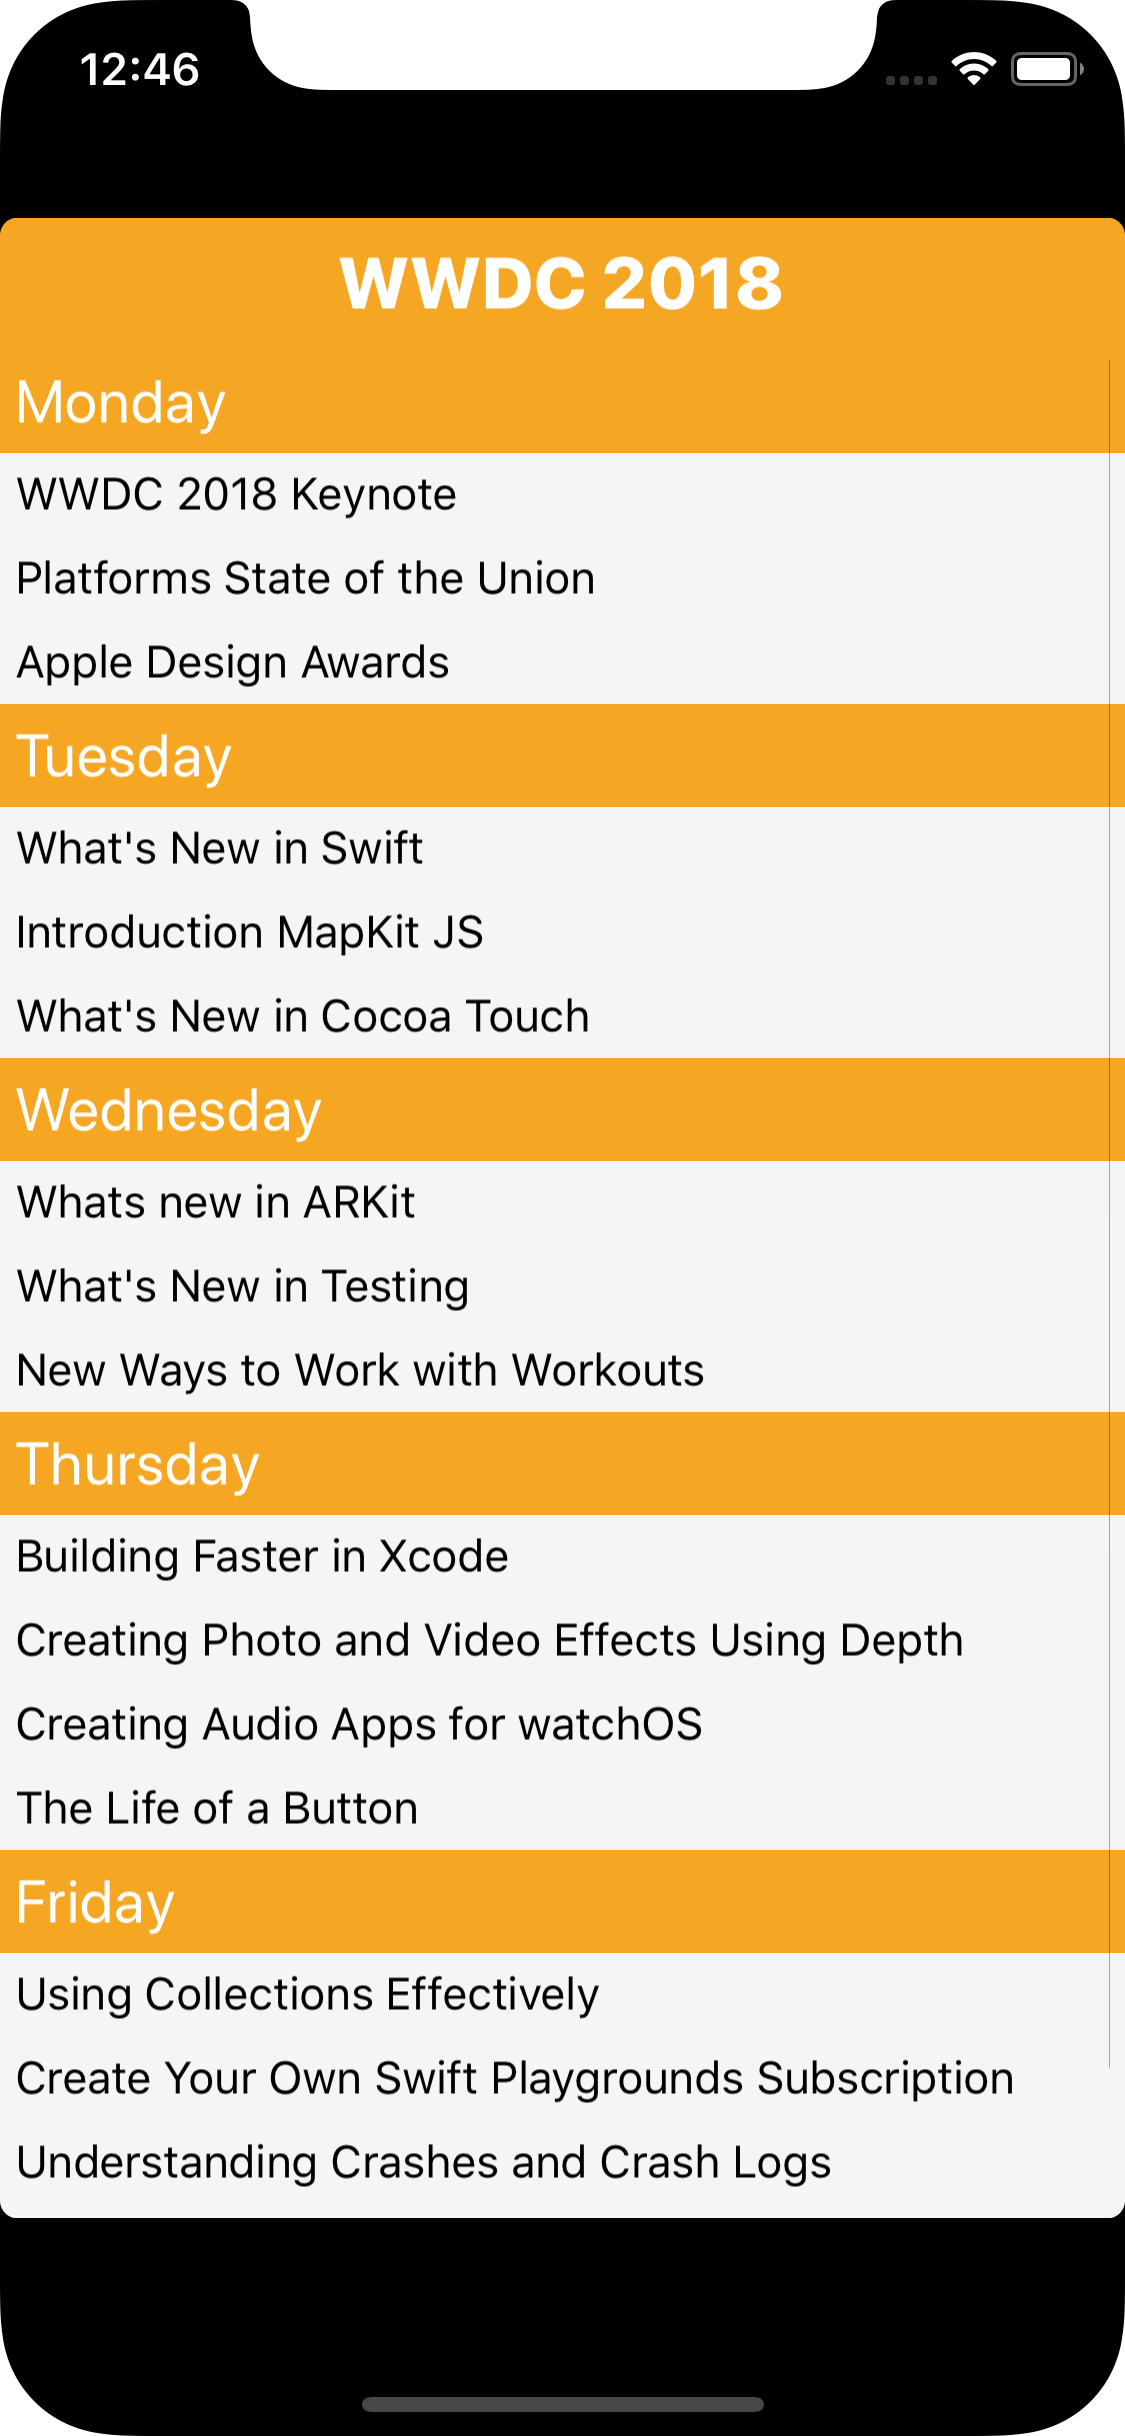 12:46
WWDC 2018
Monday
WWDC 2018 Keynote
Platforms State of the Union
Apple Design Awards
Tuesday
What's New in Swift
Introduction MapKit JS
What's New in Cocoa Touch
Wednesday
Whats new in ARKit
What's New in Testing
New Ways to Work with Workouts
Thursday
Building Faster in Xcode
Creating Photo and Video Effects Using Depth
Creating Audio Apps for watchOS
The Life of a Button
Friday
Using Collections Effectively
Create Your Own Swift Playgrounds Subscription
Understanding Crashes and Crash Logs